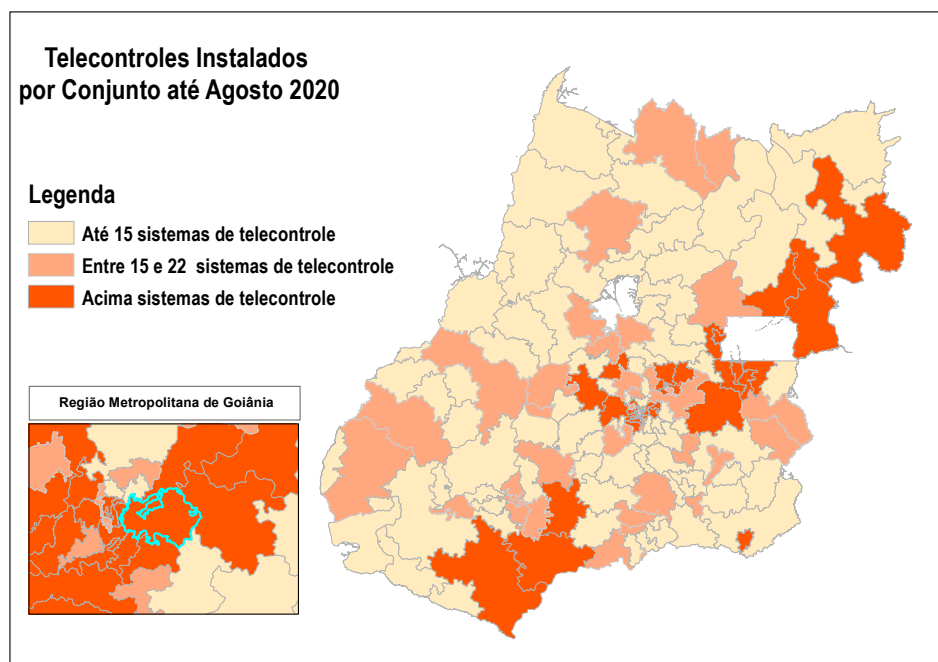 Telecontroles Instalados
por Conjunto até Agosto 2020
Legenda
Até 15 sistemas de telecontrole
Entre 15 e 22 sistemas de telecontrole
Acima sistemas de telecontrole
Região Metropolitana de Goiânia